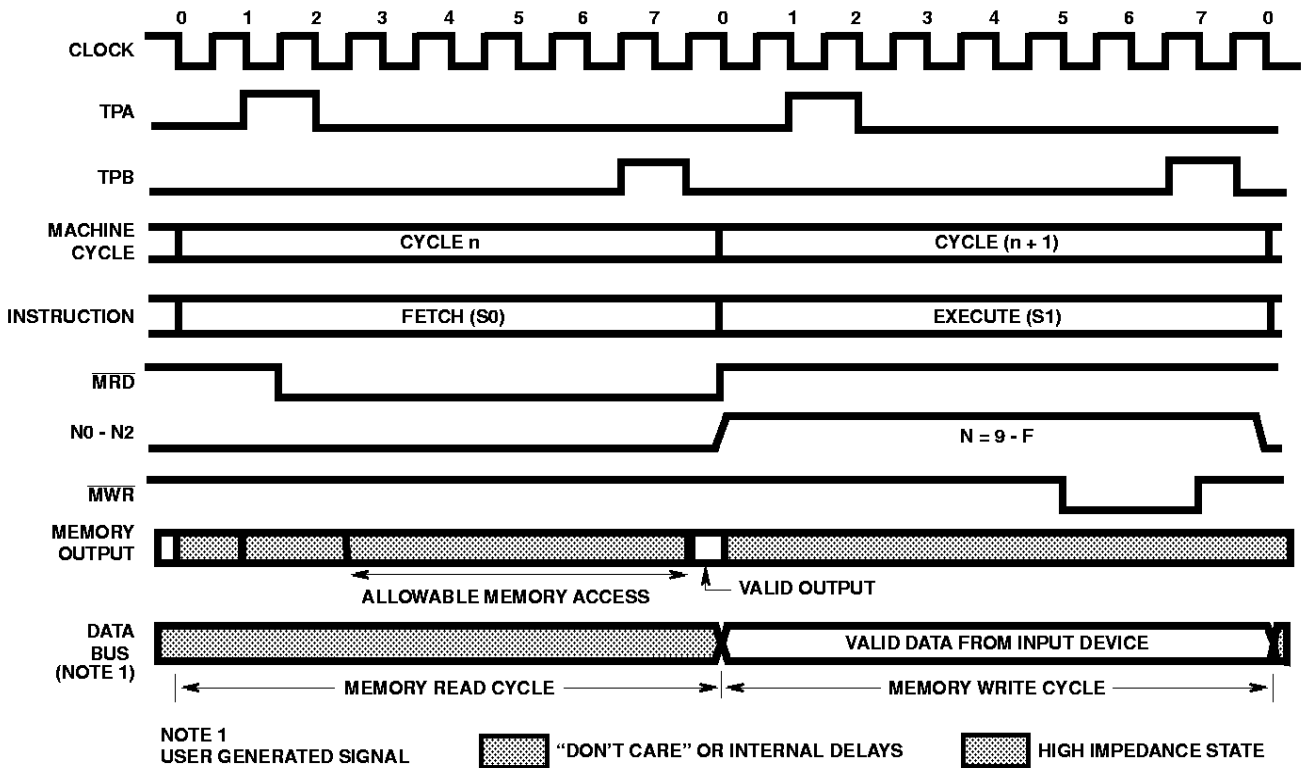 0 1 2 3 4 5 6 7 0 1 2 3 4 5 6 7 0
CLOCK
TPA
TPB
MACHINE
CYCLE
CYCLE n
CYCLE (n + 1)
INSTRUCTION
FETCH (S0)
EXECUTE (S1)
MRD
N0 - N2
N = 9 - F
MWR
MEMORY
OUTPUT
ALLOWABLE MEMORY ACCESS
VALID OUTPUT
DATA
BUS
(NOTE 1)
VALID DATA FROM INPUT DEVICE
MEMORY READ CYCLE
MEMORY WRITE CYCLE
NOTE 1
USER GENERATED SIGNAL
“DON'T CARE” OR INTERNAL DELAYS
HIGH IMPEDANCE STATE